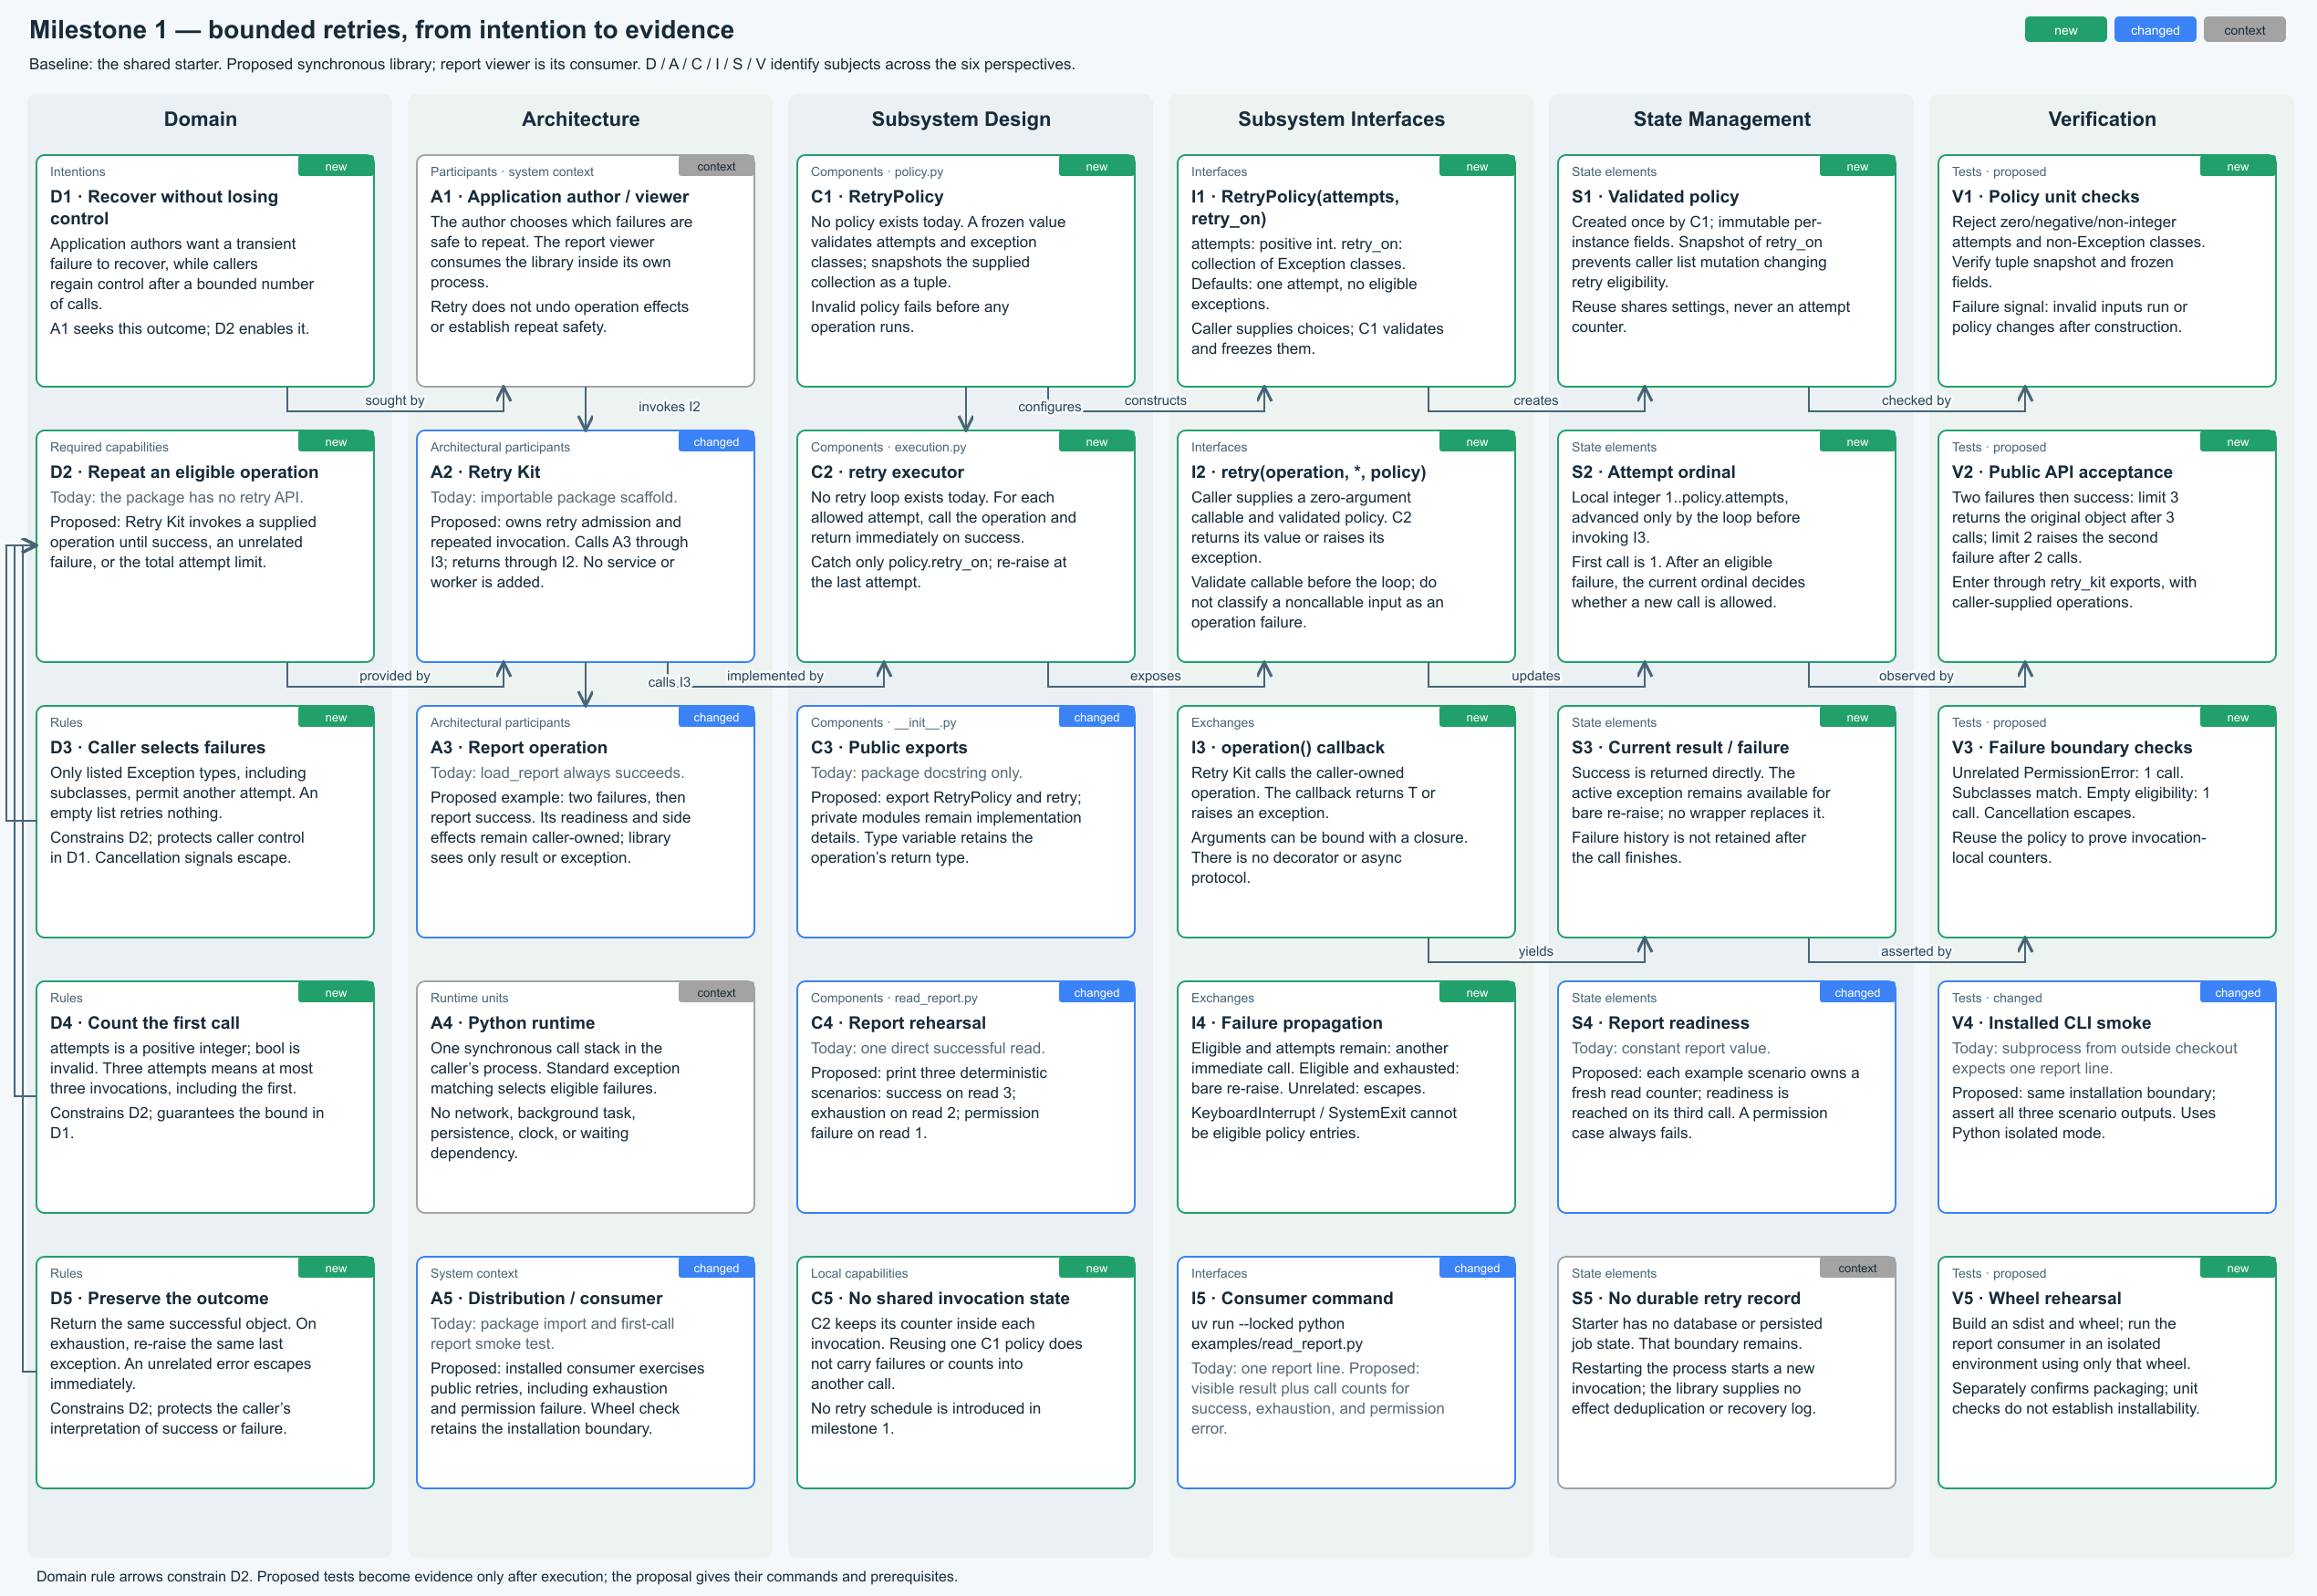 Milestone 1 — bounded retries, from intention to evidence
new
changed
context
Baseline: the shared starter. Proposed synchronous library; report viewer is its consumer. D / A / C / I / S / V identify subjects across the six perspectives.
Domain
Intentions
new
D1 · Recover without losing
control
Application authors want a transient
failure to recover, while callers
regain control after a bounded number
of calls.
A1 seeks this outcome; D2 enables it.
sought by
Required capabilities
new
D2 · Repeat an eligible operation
Today: the package has no retry API.
Proposed: Retry Kit invokes a supplied
operation until success, an unrelated
failure, or the total attempt limit.
provided by
Rules
new
D3 · Caller selects failures
Only listed Exception types, including
subclasses, permit another attempt. An
empty list retries nothing.
Constrains D2; protects caller control
in D1. Cancellation signals escape.
Rules
new
D4 · Count the first call
attempts is a positive integer; bool is
invalid. Three attempts means at most
three invocations, including the first.
Constrains D2; guarantees the bound in
D1.
Rules
new
D5 · Preserve the outcome
Return the same successful object. On
exhaustion, re-raise the same last
exception. An unrelated error escapes
immediately.
Constrains D2; protects the caller’s
interpretation of success or failure.
Architecture
Participants · system context
context
A1 · Application author / viewer
The author chooses which failures are
safe to repeat. The report viewer
consumes the library inside its own
process.
Retry does not undo operation effects
or establish repeat safety.
invokes I2
Architectural participants
changed
A2 · Retry Kit
Today: importable package scaffold.
Proposed: owns retry admission and
repeated invocation. Calls A3 through
I3; returns through I2. No service or
worker is added.
calls I3
implemented by
Architectural participants
changed
A3 · Report operation
Today: load_report always succeeds.
Proposed example: two failures, then
report success. Its readiness and side
effects remain caller-owned; library
sees only result or exception.
Runtime units
context
A4 · Python runtime
One synchronous call stack in the
caller’s process. Standard exception
matching selects eligible failures.
No network, background task,
persistence, clock, or waiting
dependency.
System context
changed
A5 · Distribution / consumer
Today: package import and first-call
report smoke test.
Proposed: installed consumer exercises
public retries, including exhaustion
and permission failure. Wheel check
retains the installation boundary.
Subsystem Design
Components · policy.py
new
C1 · RetryPolicy
No policy exists today. A frozen value
validates attempts and exception
classes; snapshots the supplied
collection as a tuple.
Invalid policy fails before any
operation runs.
configures
constructs
Components · execution.py
new
C2 · retry executor
No retry loop exists today. For each
allowed attempt, call the operation and
return immediately on success.
Catch only policy.retry_on; re-raise at
the last attempt.
exposes
Components · __init__.py
changed
C3 · Public exports
Today: package docstring only.
Proposed: export RetryPolicy and retry;
private modules remain implementation
details. Type variable retains the
operation’s return type.
Components · read_report.py
changed
C4 · Report rehearsal
Today: one direct successful read.
Proposed: print three deterministic
scenarios: success on read 3;
exhaustion on read 2; permission
failure on read 1.
Local capabilities
new
C5 · No shared invocation state
C2 keeps its counter inside each
invocation. Reusing one C1 policy does
not carry failures or counts into
another call.
No retry schedule is introduced in
milestone 1.
Subsystem Interfaces
Interfaces
new
I1 · RetryPolicy(attempts,
retry_on)
attempts: positive int. retry_on:
collection of Exception classes.
Defaults: one attempt, no eligible
exceptions.
Caller supplies choices; C1 validates
and freezes them.
creates
Interfaces
new
I2 · retry(operation, *, policy)
Caller supplies a zero-argument
callable and validated policy. C2
returns its value or raises its
exception.
Validate callable before the loop; do
not classify a noncallable input as an
operation failure.
updates
Exchanges
new
I3 · operation() callback
Retry Kit calls the caller-owned
operation. The callback returns T or
raises an exception.
Arguments can be bound with a closure.
There is no decorator or async
protocol.
yields
Exchanges
new
I4 · Failure propagation
Eligible and attempts remain: another
immediate call. Eligible and exhausted:
bare re-raise. Unrelated: escapes.
KeyboardInterrupt / SystemExit cannot
be eligible policy entries.
Interfaces
changed
I5 · Consumer command
uv run --locked python
examples/read_report.py
Today: one report line. Proposed:
visible result plus call counts for
success, exhaustion, and permission
error.
State Management
State elements
new
S1 · Validated policy
Created once by C1; immutable per-
instance fields. Snapshot of retry_on
prevents caller list mutation changing
retry eligibility.
Reuse shares settings, never an attempt
counter.
checked by
State elements
new
S2 · Attempt ordinal
Local integer 1..policy.attempts,
advanced only by the loop before
invoking I3.
First call is 1. After an eligible
failure, the current ordinal decides
whether a new call is allowed.
observed by
State elements
new
S3 · Current result / failure
Success is returned directly. The
active exception remains available for
bare re-raise; no wrapper replaces it.
Failure history is not retained after
the call finishes.
asserted by
State elements
changed
S4 · Report readiness
Today: constant report value.
Proposed: each example scenario owns a
fresh read counter; readiness is
reached on its third call. A permission
case always fails.
State elements
context
S5 · No durable retry record
Starter has no database or persisted
job state. That boundary remains.
Restarting the process starts a new
invocation; the library supplies no
effect deduplication or recovery log.
Verification
Tests · proposed
new
V1 · Policy unit checks
Reject zero/negative/non-integer
attempts and non-Exception classes.
Verify tuple snapshot and frozen
fields.
Failure signal: invalid inputs run or
policy changes after construction.
Tests · proposed
new
V2 · Public API acceptance
Two failures then success: limit 3
returns the original object after 3
calls; limit 2 raises the second
failure after 2 calls.
Enter through retry_kit exports, with
caller-supplied operations.
Tests · proposed
new
V3 · Failure boundary checks
Unrelated PermissionError: 1 call.
Subclasses match. Empty eligibility: 1
call. Cancellation escapes.
Reuse the policy to prove invocation-
local counters.
Tests · changed
changed
V4 · Installed CLI smoke
Today: subprocess from outside checkout
expects one report line.
Proposed: same installation boundary;
assert all three scenario outputs. Uses
Python isolated mode.
Tests · proposed
new
V5 · Wheel rehearsal
Build an sdist and wheel; run the
report consumer in an isolated
environment using only that wheel.
Separately confirms packaging; unit
checks do not establish installability.
Domain rule arrows constrain D2. Proposed tests become evidence only after execution; the proposal gives their commands and prerequisites.